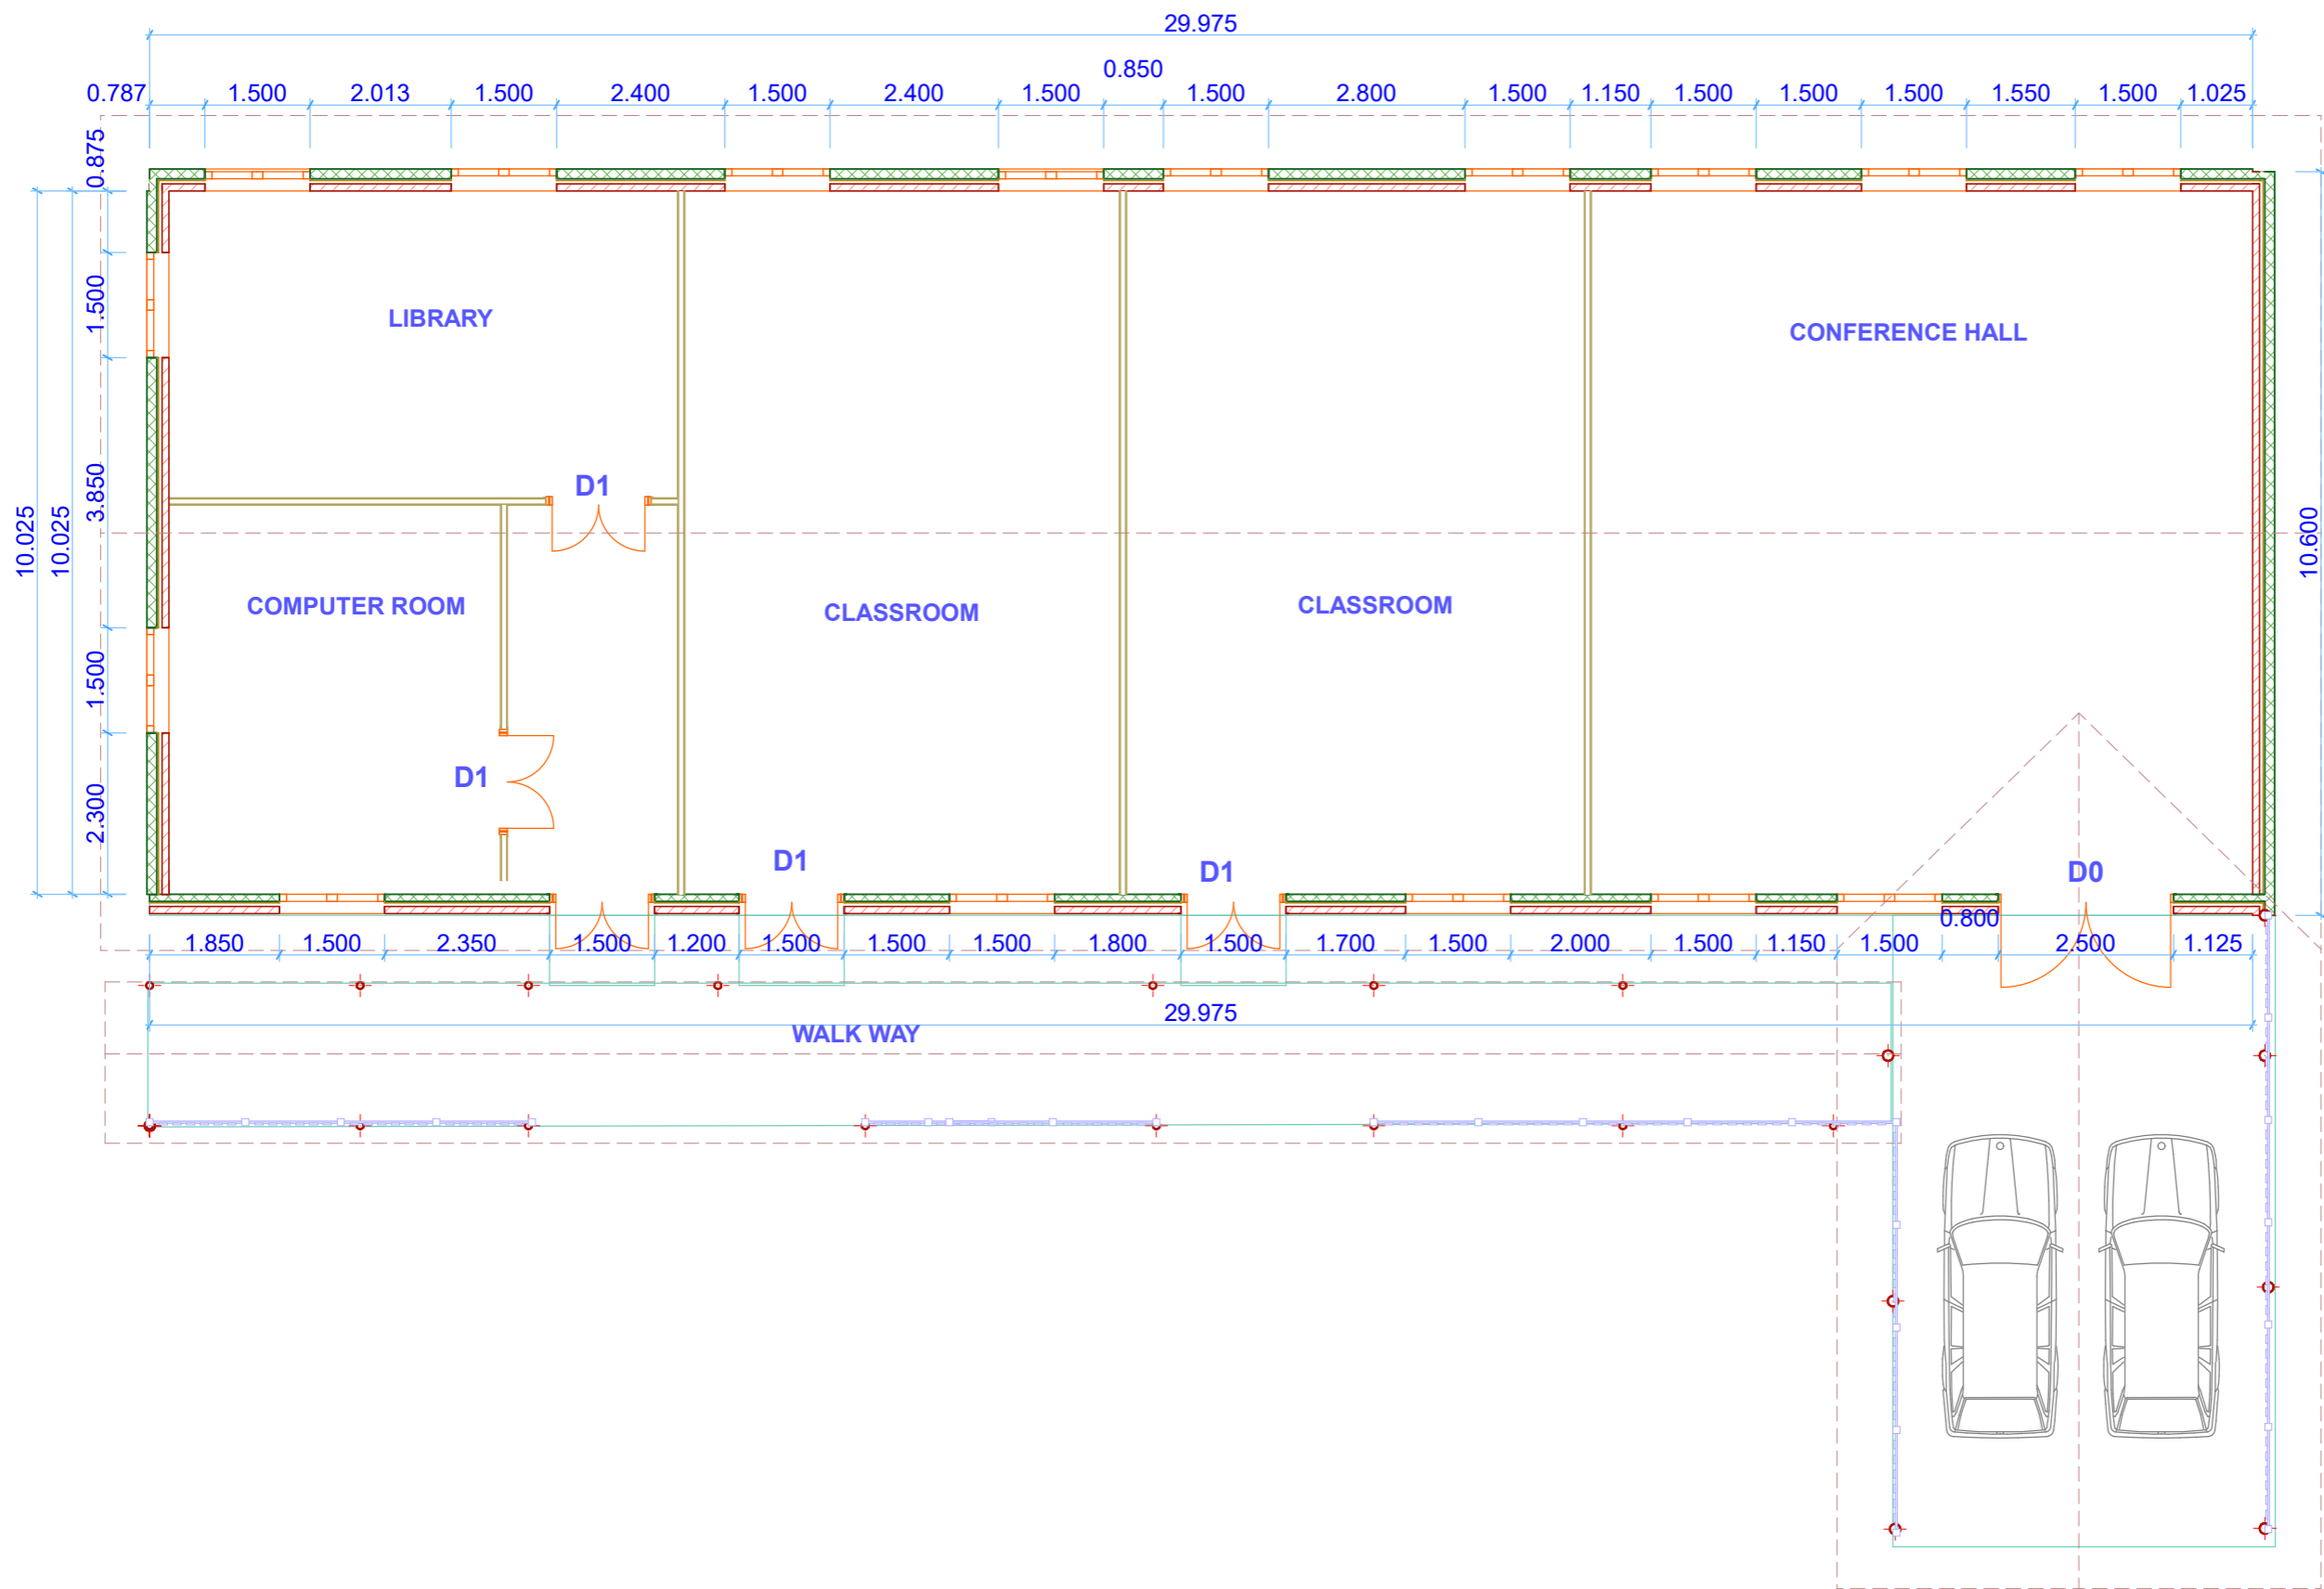 29.975
0.850
0.787 1.500 2.013 1.500 2.400 1.500 2.400 1.500 1.500 2.800 1.500 1.150 1.500 1.500 1.500 1.550 1.500 1.025
0.875
1.500
3.850
1.500
2.300
10.025
10.025
10.600
LIBRARY
CONFERENCE HALL
D1
COMPUTER ROOM
CLASSROOM
CLASSROOM
D1
D1
D1
D0
0.800
1.850 1.500 2.350 1.500 1.200 1.500 1.500 1.500 1.800 1.500 1.700 1.500 2.000 1.500 1.150 1.500 2.500 1.125
29.975
WALK WAY